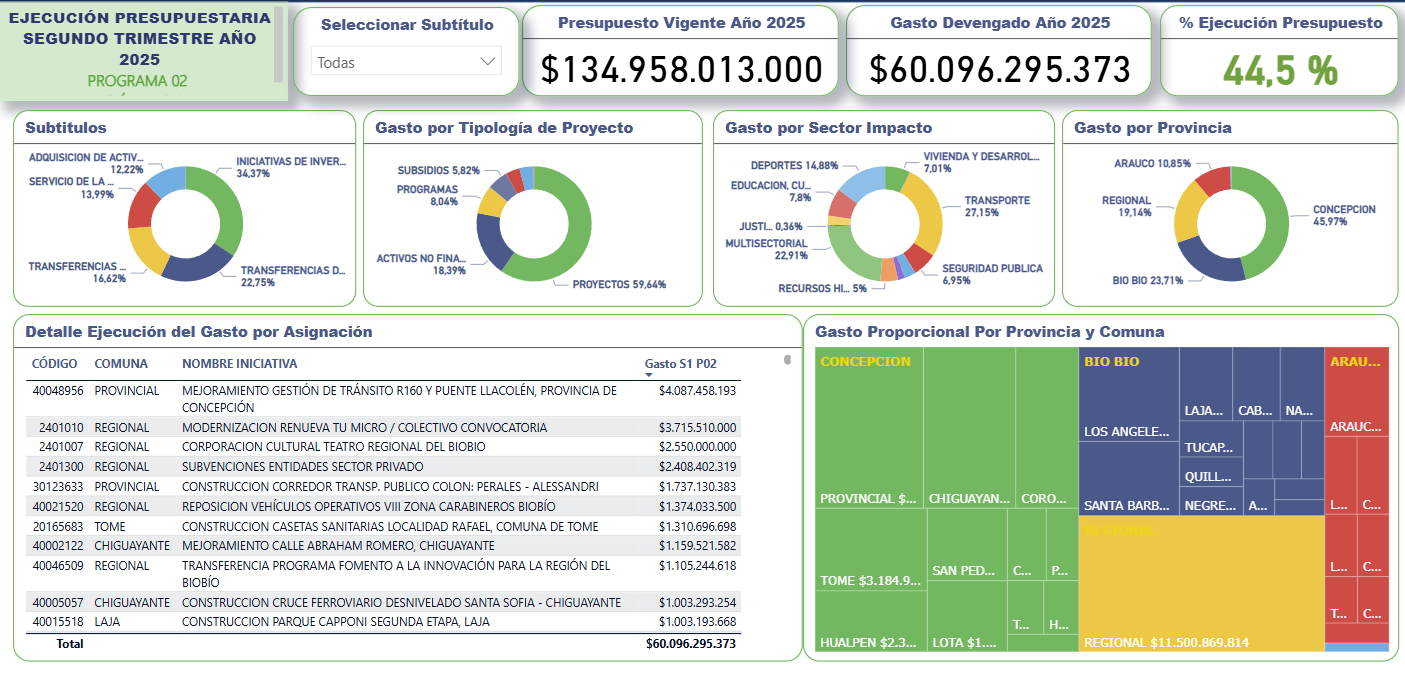 EJECUCIÓN PRESUPUESTARIA
SEGUNDO TRIMESTRE AÑO
2025
PROGRAMA 02
Seleccionar Subtítulo
Todas
Presupuesto Vigente Año 2025
$134.958.013.000
Gasto Devengado Año 2025
$60.096.295.373
% Ejecución Presupuesto
44,5 %
Subtitulos
ADQUISICION DE ACTIV...
12,22%
INICIATIVAS DE INVER...
34,37%
SERVICIO DE LA ...
13,99%
TRANSFERENCIAS ...
16,62%
TRANSFERENCIAS D...
22,75%
Gasto por Tipología de Proyecto
SUBSIDIOS 5,82%
PROGRAMAS
8,04%
ACTIVOS NO FINA...
18,39%
PROYECTOS 59,64%
Gasto por Sector Impacto
DEPORTES 14,88%
VIVIENDA Y DESARROL...
7,01%
EDUCACION, CU...
7,8%
TRANSPORTE
27,15%
JUSTI... 0,36%
MULTISECTORIAL
22,91%
SEGURIDAD PUBLICA
6,95%
RECURSOS HI... 5%
Gasto por Provincia
ARAUCO 10,85%
REGIONAL
19,14%
CONCEPCION
45,97%
BIO BIO 23,71%
Detalle Ejecución del Gasto por Asignación
CÓDIGO COMUNA NOMBRE INICIATIVA Gasto S1 P02
40048956 PROVINCIAL MEJORAMIENTO GESTIÓN DE TRÁNSITO R160 Y PUENTE LLACOLÉN, PROVINCIA DE $4.087.458.193
CONCEPCIÓN
2401010 REGIONAL MODERNIZACION RENUEVA TU MICRO / COLECTIVO CONVOCATORIA $3.715.510.000
2401007 REGIONAL CORPORACION CULTURAL TEATRO REGIONAL DEL BIOBIO $2.550.000.000
2401300 REGIONAL SUBVENCIONES ENTIDADES SECTOR PRIVADO $2.408.402.319
30123633 PROVINCIAL CONSTRUCCION CORREDOR TRANSP. PUBLICO COLON: PERALES - ALESSANDRI $1.737.130.383
40021520 REGIONAL REPOSICION VEHÍCULOS OPERATIVOS VIII ZONA CARABINEROS BIOBÍO $1.374.033.500
20165683 TOME CONSTRUCCION CASETAS SANITARIAS LOCALIDAD RAFAEL, COMUNA DE TOME $1.310.696.698
40002122 CHIGUAYANTE MEJORAMIENTO CALLE ABRAHAM ROMERO, CHIGUAYANTE $1.159.521.582
40046509 REGIONAL TRANSFERENCIA PROGRAMA FOMENTO A LA INNOVACIÓN PARA LA REGIÓN DEL $1.105.244.618
BIOBÍO
40005057 CHIGUAYANTE CONSTRUCCION CRUCE FERROVIARIO DESNIVELADO SANTA SOFIA - CHIGUAYANTE $1.003.293.254
40015518 LAJA CONSTRUCCION PARQUE CAPPONI SEGUNDA ETAPA, LAJA $1.003.193.668
Total $60.096.295.373
Gasto Proporcional Por Provincia y Comuna
CONCEPCION
PROVINCIAL $...
CHIGUAYAN...
CORO...
TOME $3.184.9...
SAN PED...
C...
P...
HUALPEN $2.3...
LOTA $1....
T...
H...
BIO BIO
LOS ANGELE...
LAJA...
CAB...
NA...
TUCAP...
QUILL...
SANTA BARB...
NEGRE...
A...
REGIONAL
REGIONAL $11.500.869.814
ARAU...
ARAUC...
L...
C...
L...
C...
T...
C...